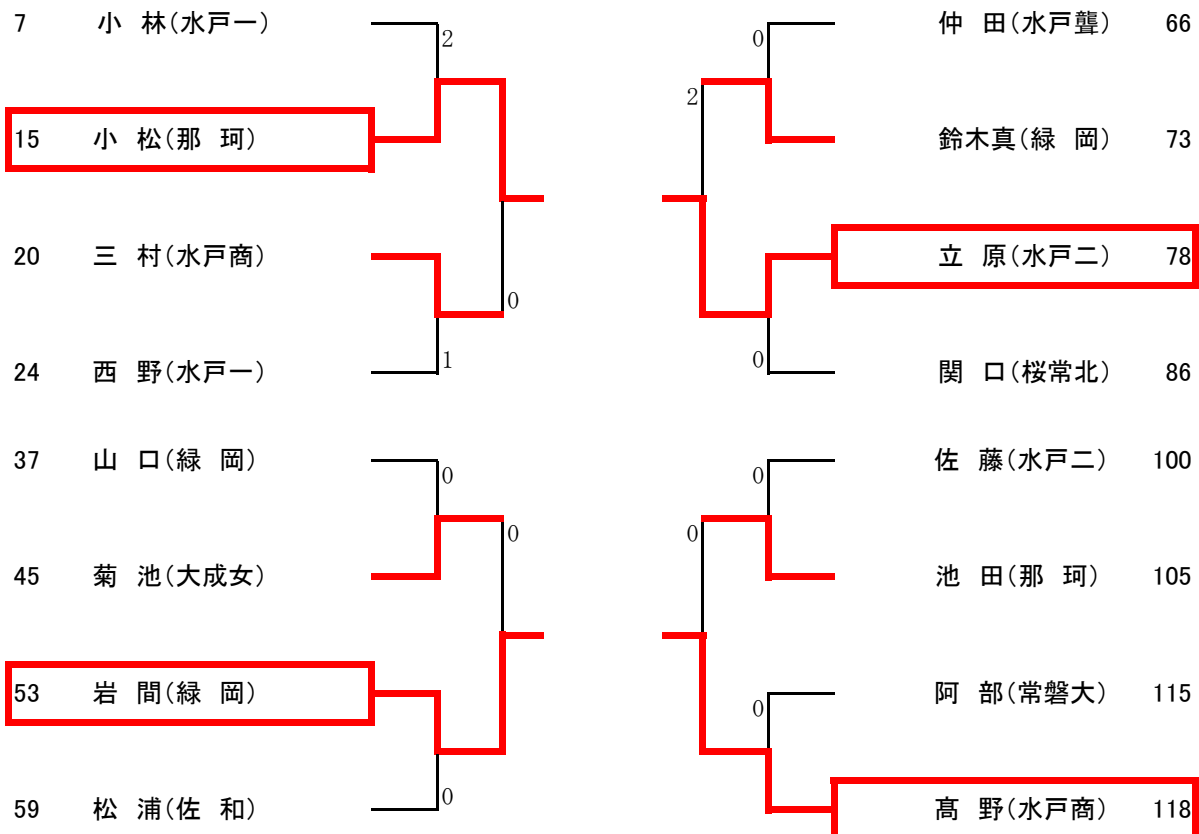 7 小 林(水戸一)
2
15 小 松(那 珂)
20 三 村(水戸商)
0
24 西 野(水戸一)
1
37 山 口(緑 岡)
0
0
45 菊 池(大成女)
53 岩 間(緑 岡)
59 松 浦(佐 和)
0
仲 田(水戸聾) 66
0
2
鈴木真(緑 岡) 73
立 原(水戸二) 78
関 口(桜常北) 86
0
佐 藤(水戸二) 100
0
0
池 田(那 珂) 105
阿 部(常磐大) 115
0
髙 野(水戸商) 118